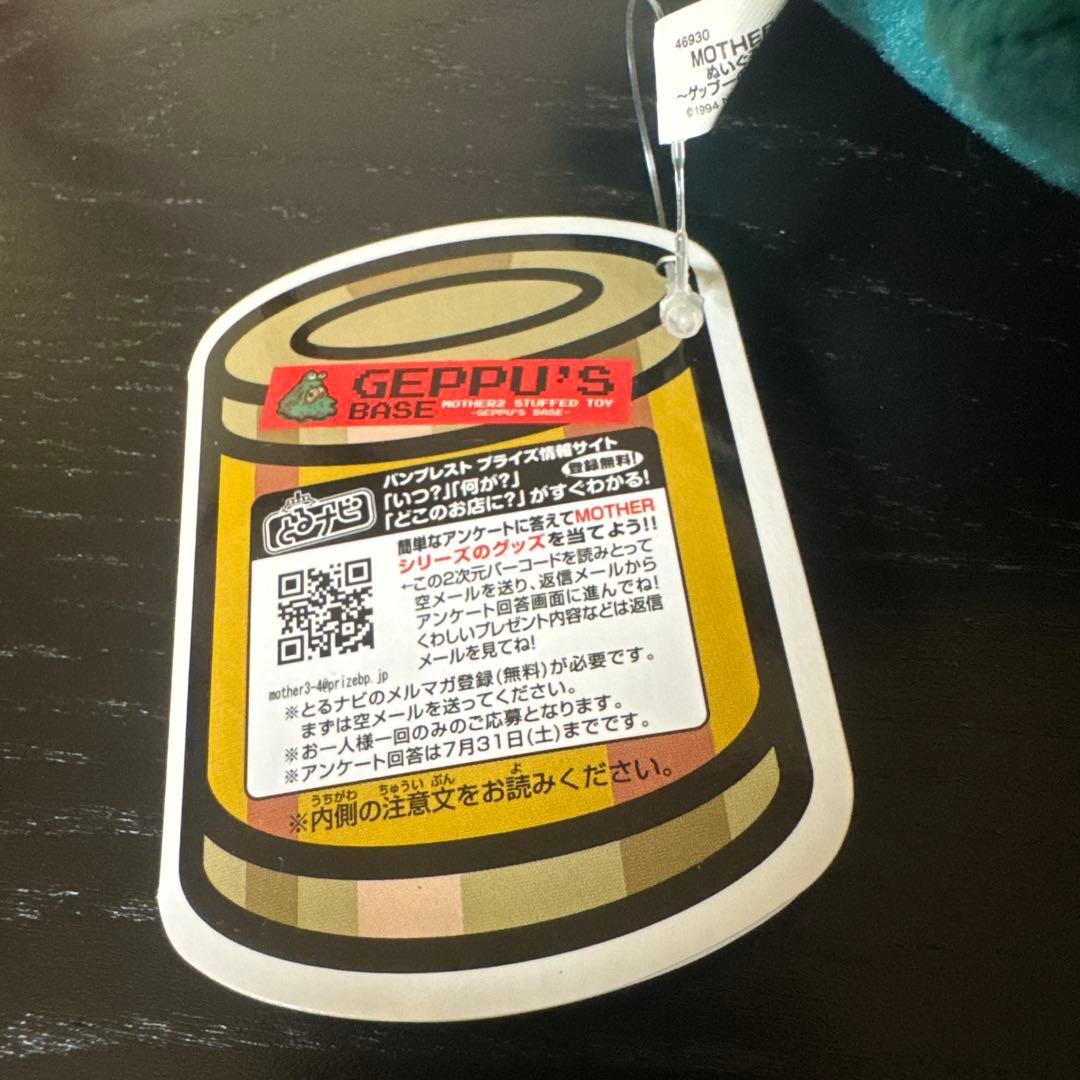 46930
MOTHE
ぬいぐ
～ゲップー
©1994
GEPPU'S
BASE MOTHER2 STUFFED TOY
-GEPPU'S BASE-
とるナビ
バンプレスト プライズ情報サイト
「いつ?」「何が?」 登録無料!
「どこのお店に?」がすぐわかる!
簡単なアンケートに答えてMOTHER
シリーズのグッズを当てよう!!
←この2次元バーコードを読みとって
空メールを送り、返信メールから
アンケート回答画面に進んでね!
くわしいプレゼント内容などは返信
メールを見てね!
mother3-4@prizebp.jp
※とるナビのメルマガ登録(無料)が必要です。
まずは空メールを送ってください。
※お一人様一回のみのご応募となります。
※アンケート回答は7月31日(土)までです。
うちがわ ちゅうい ぶん よ
※内側の注意文をお読みください。